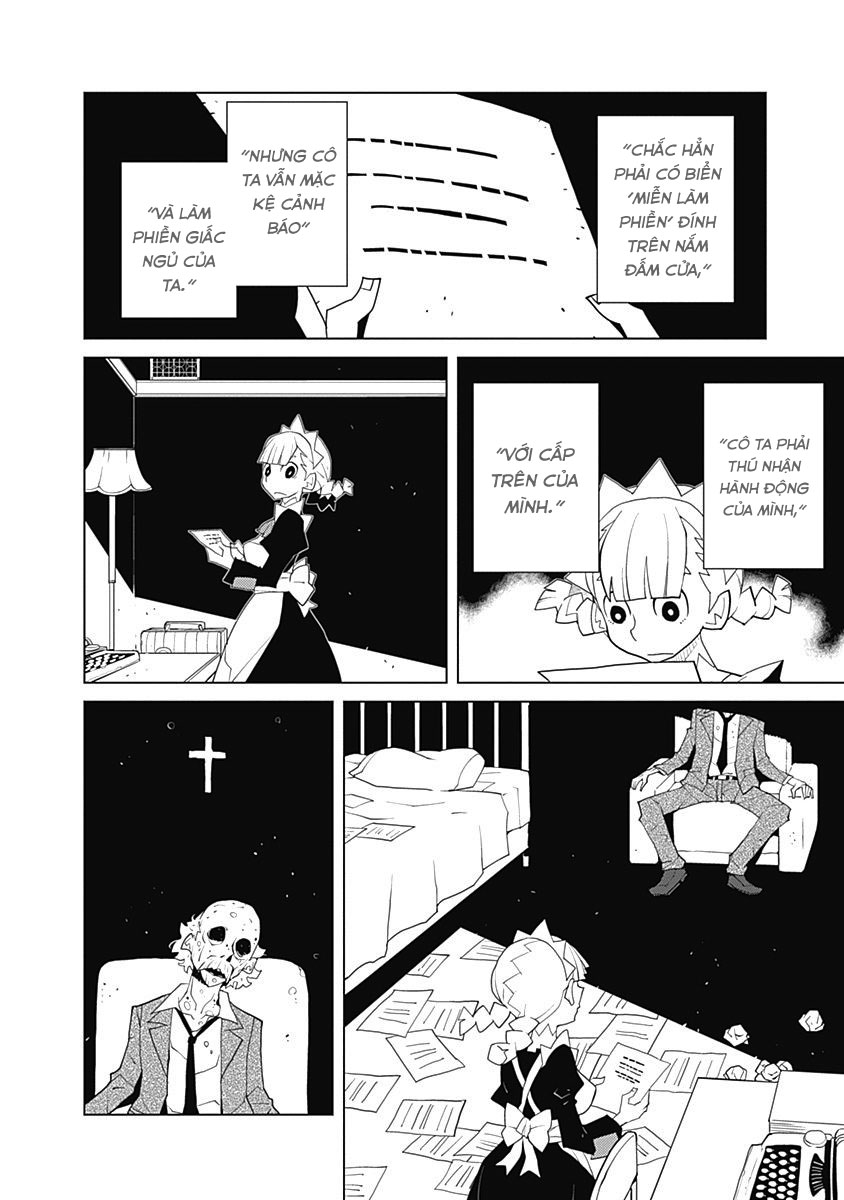 “CHẮC HẲN
PHẢI CÓ BIỂN
‘MIỄN LÀM
PHIỀN’ ĐÍNH
TRÊN NẮM
ĐẤM CỬA,”
“NHƯNG CÔ
TA VẪN MẶC
KỆ CẢNH
BÁO”
“VÀ LÀM
PHIỀN GIẤC
NGỦ CỦA
TA.”
“CÔ TA PHẢI
THÚ NHẬN
HÀNH ĐỘNG
CỦA MÌNH,”
“VỚI CẤP
TRÊN CỦA
MÌNH.”